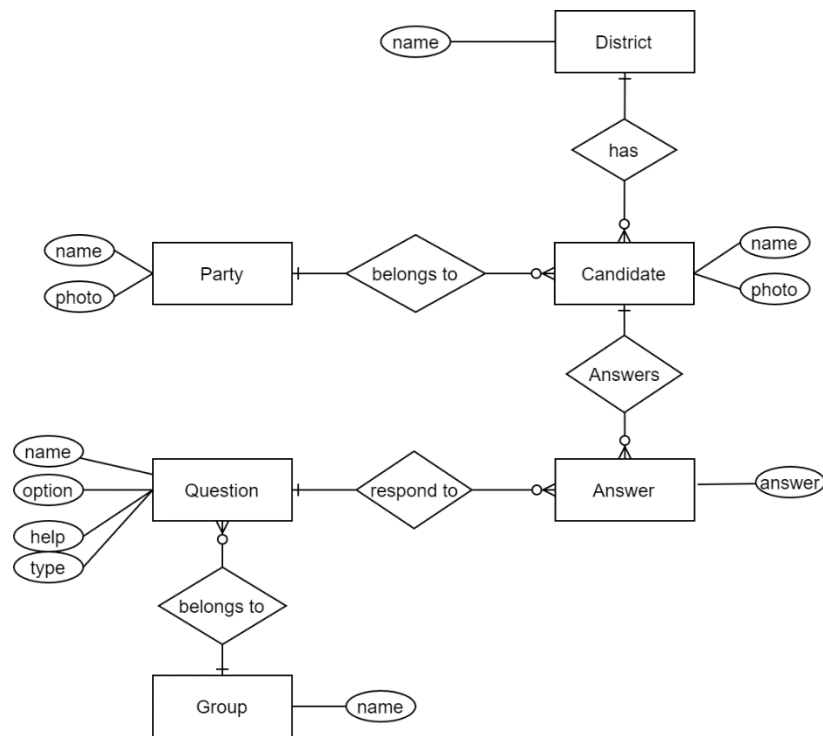 name
District
has
name
photo
Party
belongs to
Candidate
name
photo
Answers
name
option
help
type
Question
respond to
Answer
answer
belongs to
Group
name